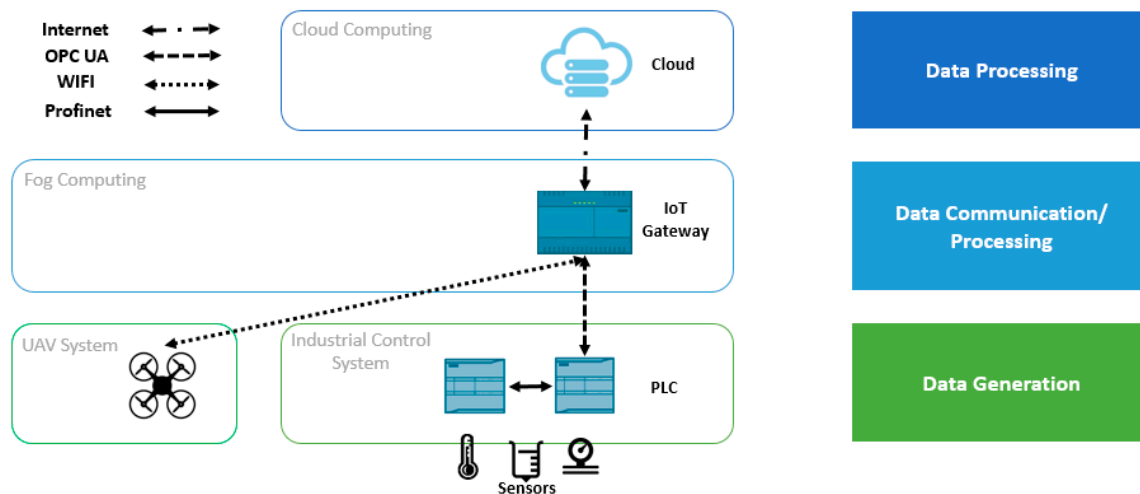 Internet
OPC UA
WIFI
Profinet
Cloud Computing
Cloud
Data Processing
Fog Computing
IoT
Gateway
Data Communication/
Processing
UAV System
Industrial Control
System
PLC
Data Generation
Sensors